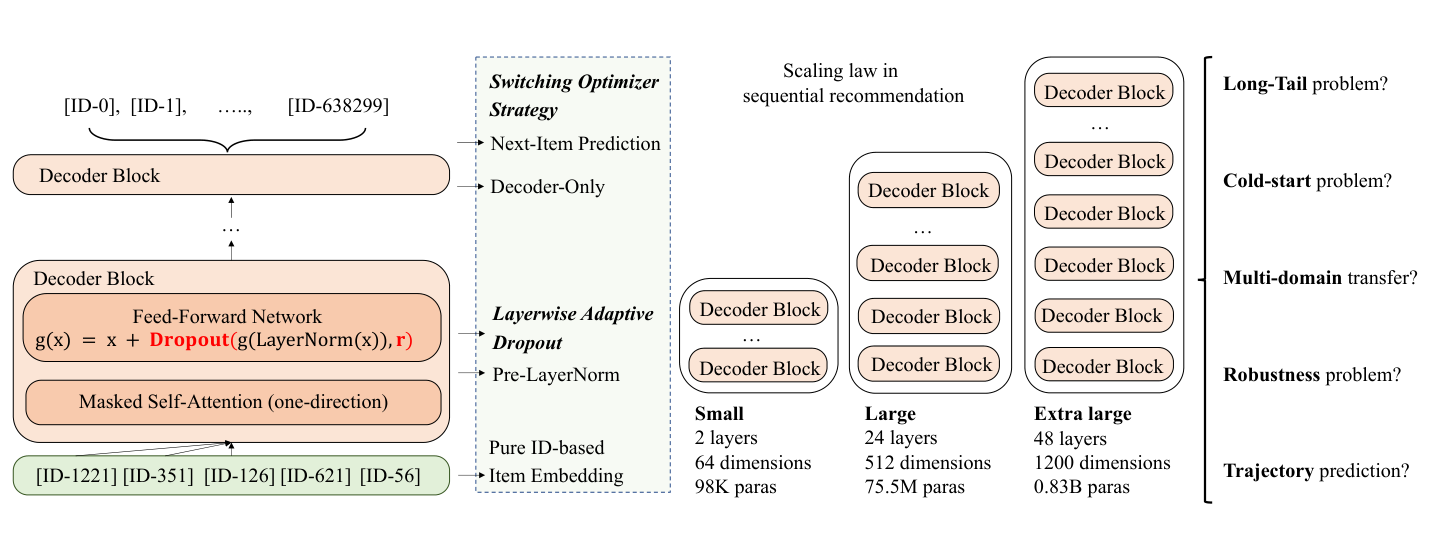 [ID-0], [ID-1], ....., [ID-638299]
Decoder Block
...
Decoder Block
Feed-Forward Network
g(x) = x + Dropout(g(LayerNorm(x)),r)
Masked Self-Attention (one-direction)
[ID-1221] [ID-351] [ID-126] [ID-621] [ID-56]
Switching Optimizer
Strategy
Next-Item Prediction
Decoder-Only
Layerwise Adaptive
Dropout
Pre-LayerNorm
Pure ID-based
Item Embedding
Scaling law in
sequential recommendation
Decoder Block
...
Decoder Block
Small
2 layers
64 dimensions
98K paras
Decoder Block
...
Decoder Block
Decoder Block
Decoder Block
Large
24 layers
512 dimensions
75.5M paras
Decoder Block
...
Decoder Block
Decoder Block
Decoder Block
Decoder Block
Decoder Block
Extra large
48 layers
1200 dimensions
0.83B paras
Long-Tail problem?
Cold-start problem?
Multi-domain transfer?
Robustness problem?
Trajectory prediction?